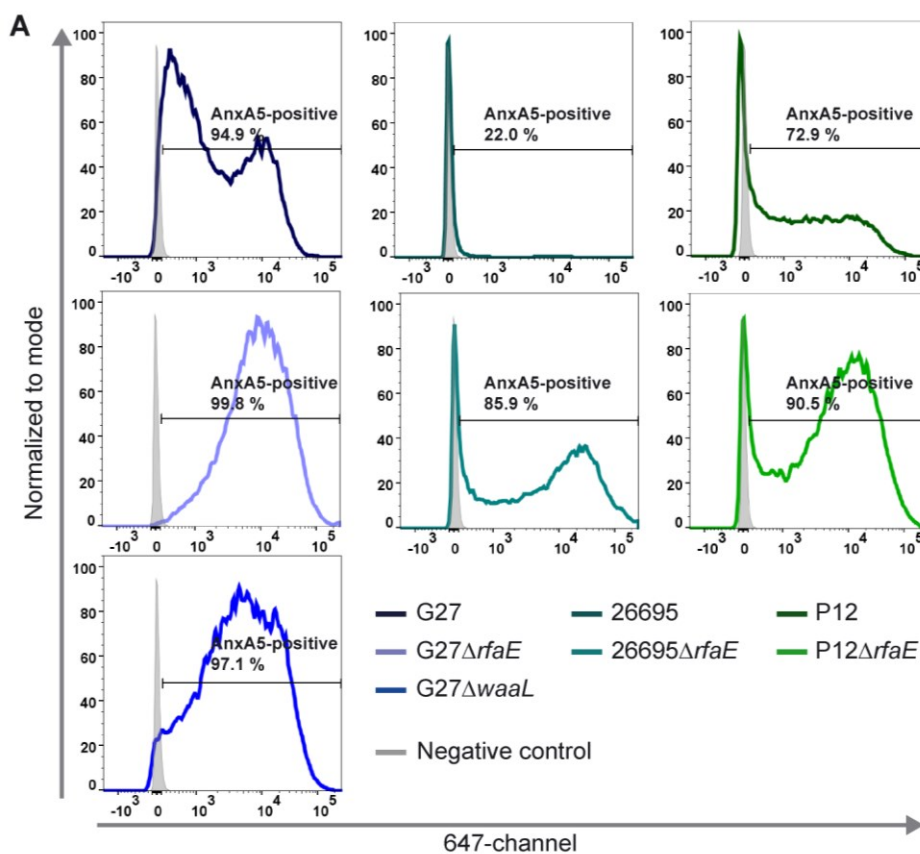 A
Normalized to mode
100
80
60
40
20
0
AnxA5-positive
94.9 %
-10³ 0 10³ 10⁴ 10⁵
100
80
60
40
20
0
AnxA5-positive
22.0 %
-10³ 0 10³ 10⁴ 10⁵
100
80
60
40
20
0
AnxA5-positive
72.9 %
-10³ 0 10³ 10⁴ 10⁵
100
80
60
40
20
0
AnxA5-positive
99.8 %
-10³ 0 10³ 10⁴ 10⁵
100
80
60
40
20
0
AnxA5-positive
85.9 %
-10³ 0 10³ 10⁴ 10⁵
100
80
60
40
20
0
AnxA5-positive
90.5 %
-10³ 0 10³ 10⁴ 10⁵
100
80
60
40
20
0
AnxA5-positive
97.1 %
-10³ 0 10³ 10⁴ 10⁵
G27 26695 P12
G27ΔrfaE 26695ΔrfaE P12ΔrfaE
G27ΔwaaL
Negative control
647-channel